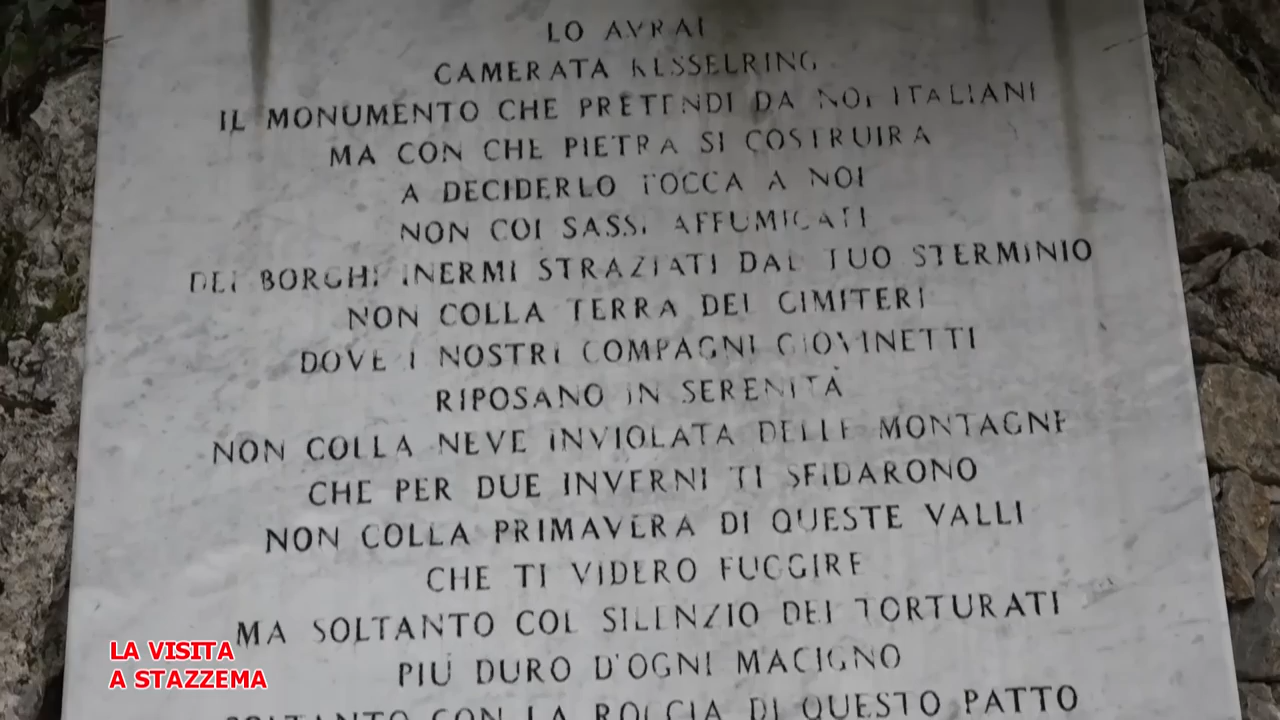 LO AVRAI
CAMERATA KESSELRING
IL MONUMENTO CHE PRETENDI DA NOI ITALIANI
MA CON CHE PIETRA SI COSTRUIRA
A DECIDERLO TOCCA A NOI
NON COI SASSI AFFUMICATI
DEI BORGHI INERMI STRAZIATI DAL TUO STERMINIO
NON COLLA TERRA DEI CIMITERI
DOVE I NOSTRI COMPAGNI GIOVINETTI
RIPOSANO IN SERENITÀ
NON COLLA NEVE INVIOLATA DELLE MONTAGNE
CHE PER DUE INVERNI TI SFIDARONO
NON COLLA PRIMAVERA DI QUESTE VALLI
CHE TI VIDERO FUGGIRE
MA SOLTANTO COL SILENZIO DEI TORTURATI
PIÙ DURO D'OGNI MACIGNO
SOLTANTO CON LA ROCCIA DI QUESTO PATTO
LA VISITA
A STAZZEMA